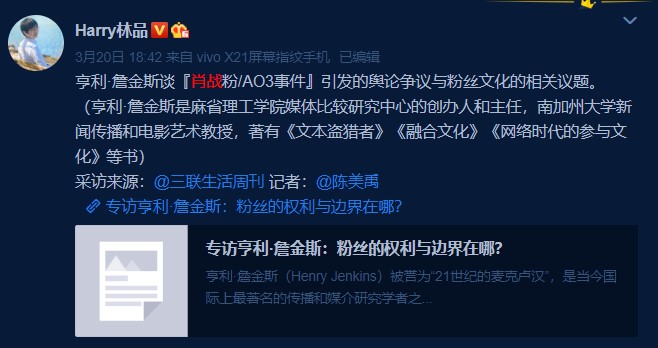 Harry林品
3月20日 18:42 来自 vivo X21屏幕指纹手机 已编辑
亨利·詹金斯谈『肖战粉/AO3事件』引发的舆论争议与粉丝文化的相关议题。
（亨利·詹金斯是麻省理工学院媒体比较研究中心的创办人和主任，南加州大学新
闻传播和电影艺术教授，著有《文本盗猎者》《融合文化》《网络时代的参与文
化》等书）
采访来源：@三联生活周刊 记者：@陈美禹
专访亨利·詹金斯：粉丝的权利与边界在哪？
专访亨利·詹金斯：粉丝的权利与边界在哪？
亨利·詹金斯（Henry Jenkins）被誉为“21世纪的麦克卢汉”，是当今国
际上最著名的传播和媒介研究学者之...